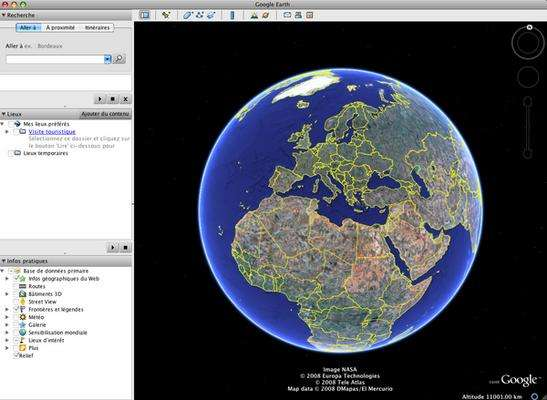 Google Earth
Recherche
Aller à
À proximité
Itinéraires
Aller à ex. : Bordeaux
Lieux
Ajouter du contenu
Mes lieux préférés
Visite touristique
Sélectionnez ce dossier et cliquez sur
le bouton 'Lire' ci-dessous pour
Lieux temporaires
Infos pratiques
Base de données primaire
Infos géographiques du Web
Routes
Bâtiments 3D
Street View
Frontières et légendes
Météo
Galerie
Sensibilisation mondiale
Lieux d'intérêt
Plus
Relief
Image NASA
© 2008 Europa Technologies
© 2008 Tele Atlas
Map data © 2008 DMapas/El Mercurio
©2008 Google™
Altitude 11001.00 km